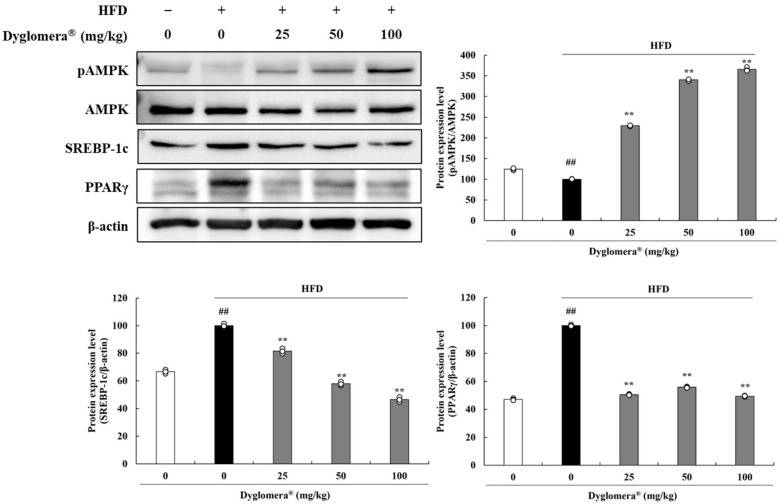 HFD − + + + +
Dyglomera® (mg/kg) 0 0 25 50 100
pAMPK
AMPK
SREBP-1c
PPARγ
β-actin
HFD
Protein expression level
(pAMPK/AMPK)
400
350
300
250
200
150
100
50
0
##
**
**
**
0 0 25 50 100
Dyglomera® (mg/kg)
HFD
Protein expression level
(SREBP-1c/β-actin)
120
100
80
60
40
20
0
##
**
**
**
0 0 25 50 100
Dyglomera® (mg/kg)
HFD
Protein expression level
(PPARγ/β-actin)
120
100
80
60
40
20
0
##
**
**
**
0 0 25 50 100
Dyglomera® (mg/kg)